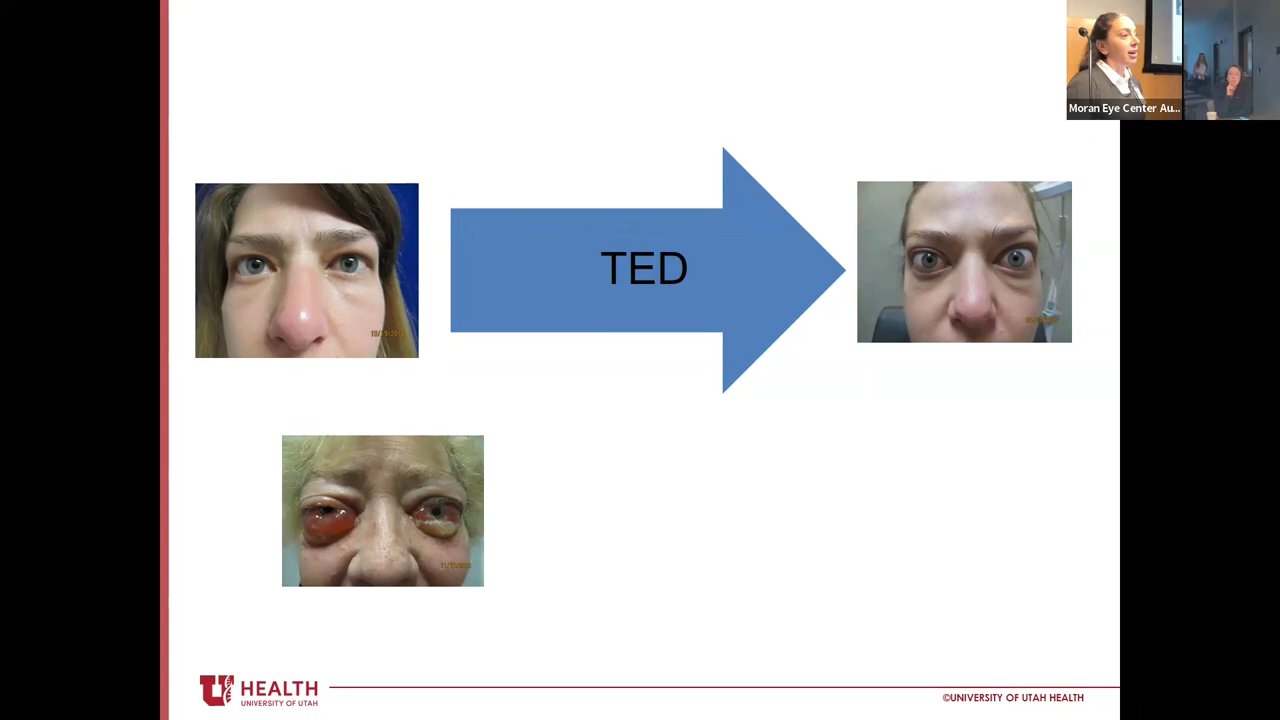 Moran Eye Center Au...
TED
HEALTH
UNIVERSITY OF UTAH
©UNIVERSITY OF UTAH HEALTH